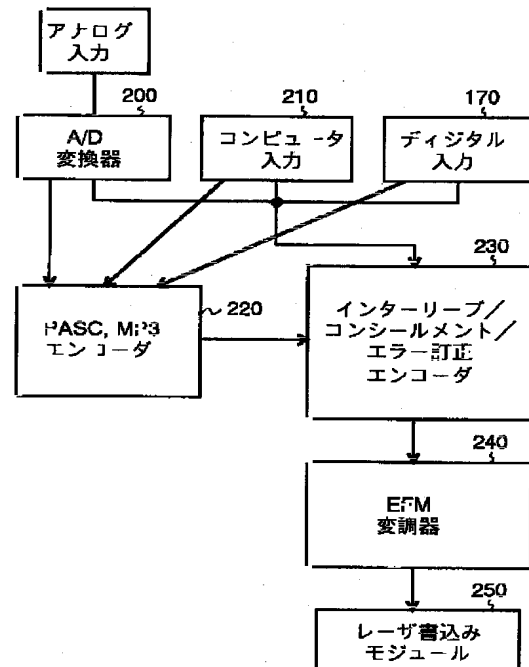 アナログ
入力
200
210
170
A/D
変換器
コンピュータ
入力
ディジタル
入力
230
PASC, MP3
エンコーダ
220
インターリーブ/
コンシールメント/
エラー訂正
エンコーダ
240
EFM
変調器
250
レーザ書込み
モジュール